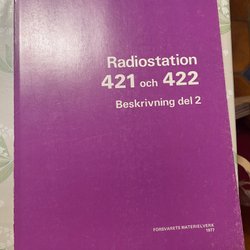 Radiostation
421 och 422
Beskrivning del 2
FÖRSVARETS MATERIELVERK
1977